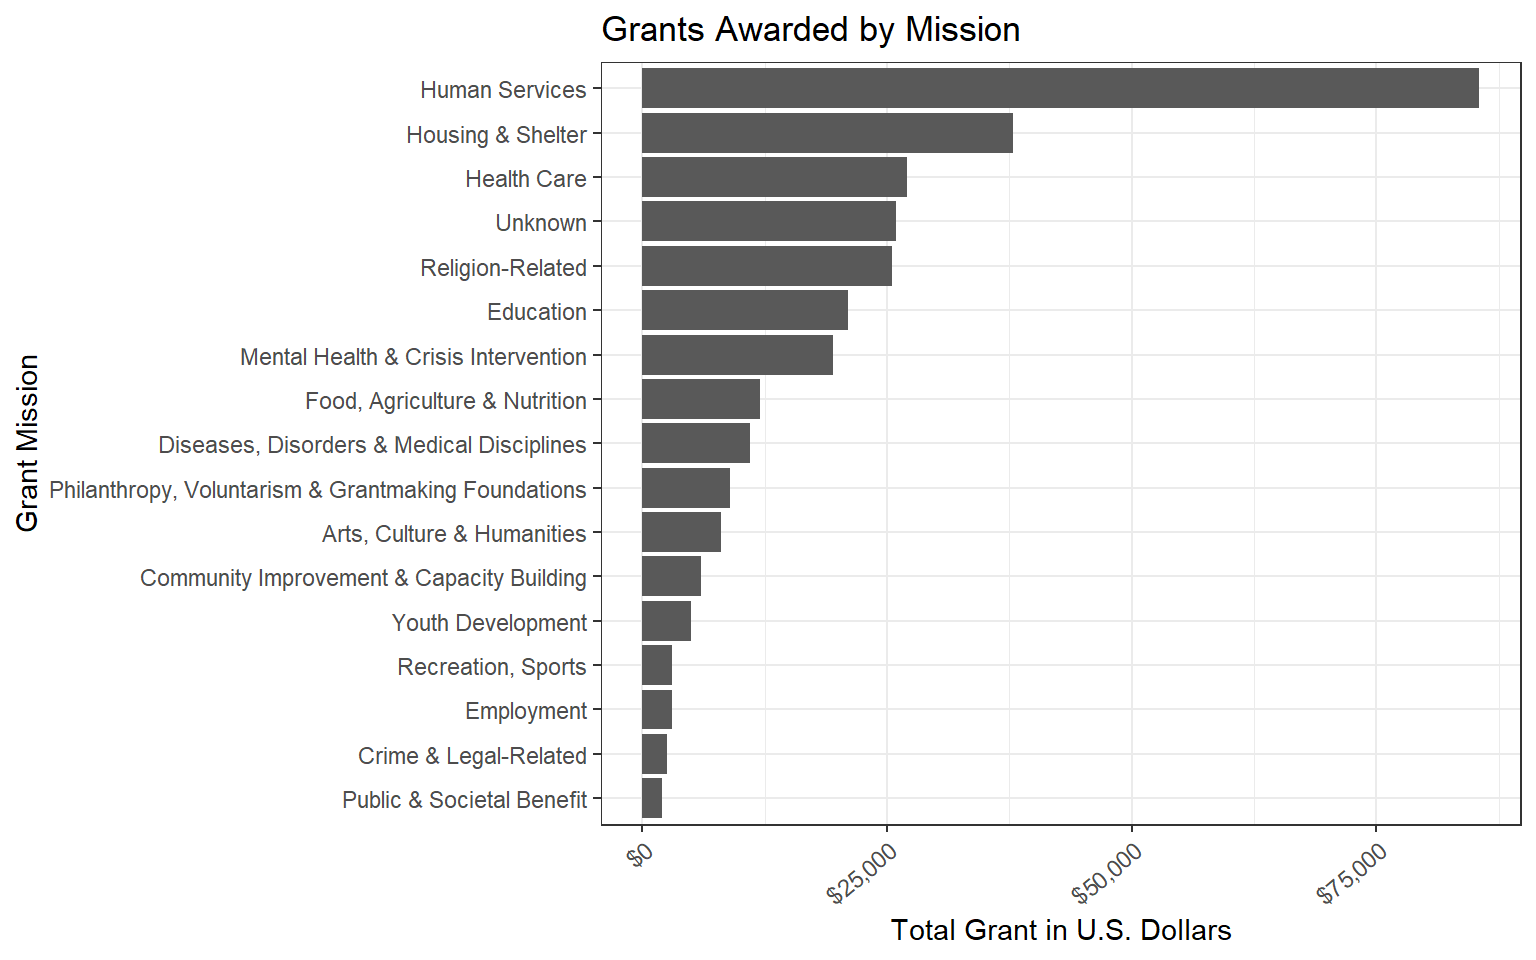 Grants Awarded by Mission
Grant Mission
Human Services
Housing & Shelter
Health Care
Unknown
Religion-Related
Education
Mental Health & Crisis Intervention
Food, Agriculture & Nutrition
Diseases, Disorders & Medical Disciplines
Philanthropy, Voluntarism & Grantmaking Foundations
Arts, Culture & Humanities
Community Improvement & Capacity Building
Youth Development
Recreation, Sports
Employment
Crime & Legal-Related
Public & Societal Benefit
$0
$25,000
$50,000
$75,000
Total Grant in U.S. Dollars